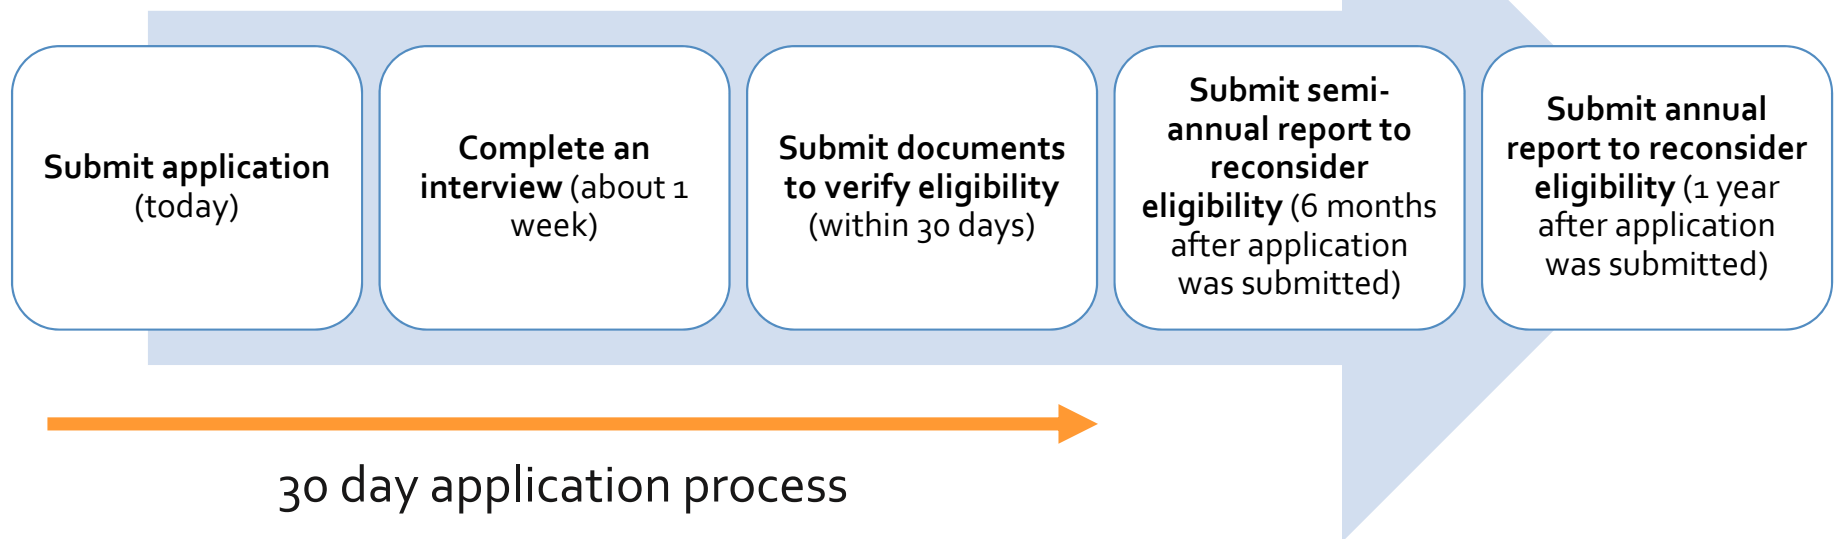 Submit application
(today)
Complete an
interview (about 1
week)
Submit documents
to verify eligibility
(within 30 days)
Submit semi-
annual report to
reconsider
eligibility (6 months
after application
was submitted)
Submit annual
report to reconsider
eligibility (1 year
after application
was submitted)
30 day application process